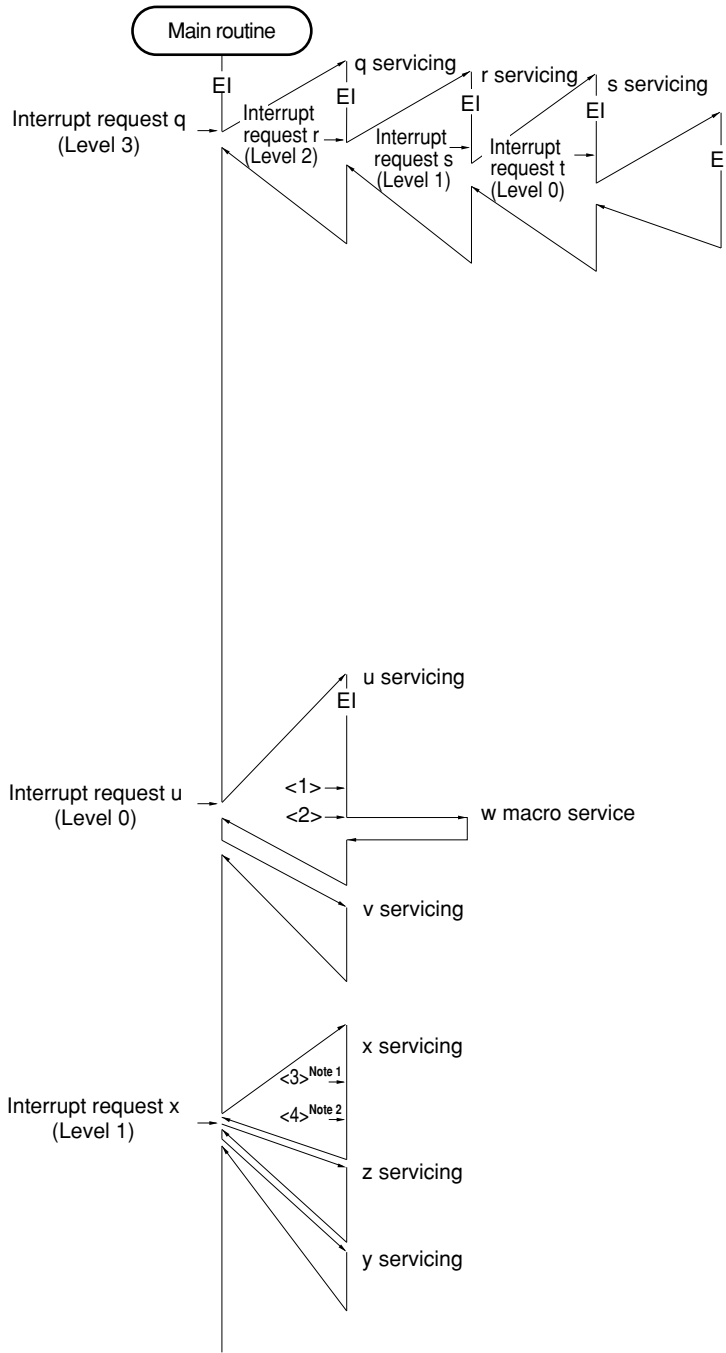 Main routine
EI
q servicing
EI
r servicing
EI
s servicing
EI
E
Interrupt request q
(Level 3)
Interrupt
request r
(Level 2)
Interrupt
request s
(Level 1)
Interrupt
request t
(Level 0)
u servicing
EI
<1>
Interrupt request u
(Level 0)
<2>
w macro service
v servicing
x servicing
<3> Note 1
Interrupt request x
(Level 1)
<4> Note 2
z servicing
y servicing